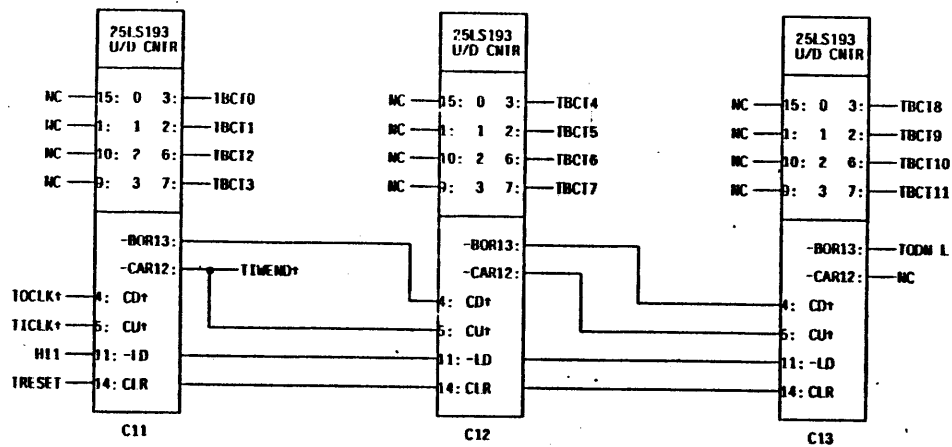 25LS193
U/D CNTR
NC 15: 0 3: TBCT0
NC 1: 1 2: TBCT1
NC 10: 2 6: TBCT2
NC 9: 3 7: TBCT3
-BOR13:
-CAR12: TIWEND↑
TOCLK↑ 4: CD↑
TICLK↑ 5: CU↑
HI1 11: -LD
TRESET 14: CLR
C11
25LS193
U/D CNTR
NC 15: 0 3: TBCT4
NC 1: 1 2: TBCT5
NC 10: 2 6: TBCT6
NC 9: 3 7: TBCT7
-BOR13:
-CAR12:
4: CD↑
5: CU↑
11: -LD
14: CLR
C12
25LS193
U/D CNTR
NC 15: 0 3: TBCT8
NC 1: 1 2: TBCT9
NC 10: 2 6: TBCT10
NC 9: 3 7: TBCT11
-BOR13: TODN L
-CAR12: NC
4: CD↑
5: CU↑
11: -LD
14: CLR
C13